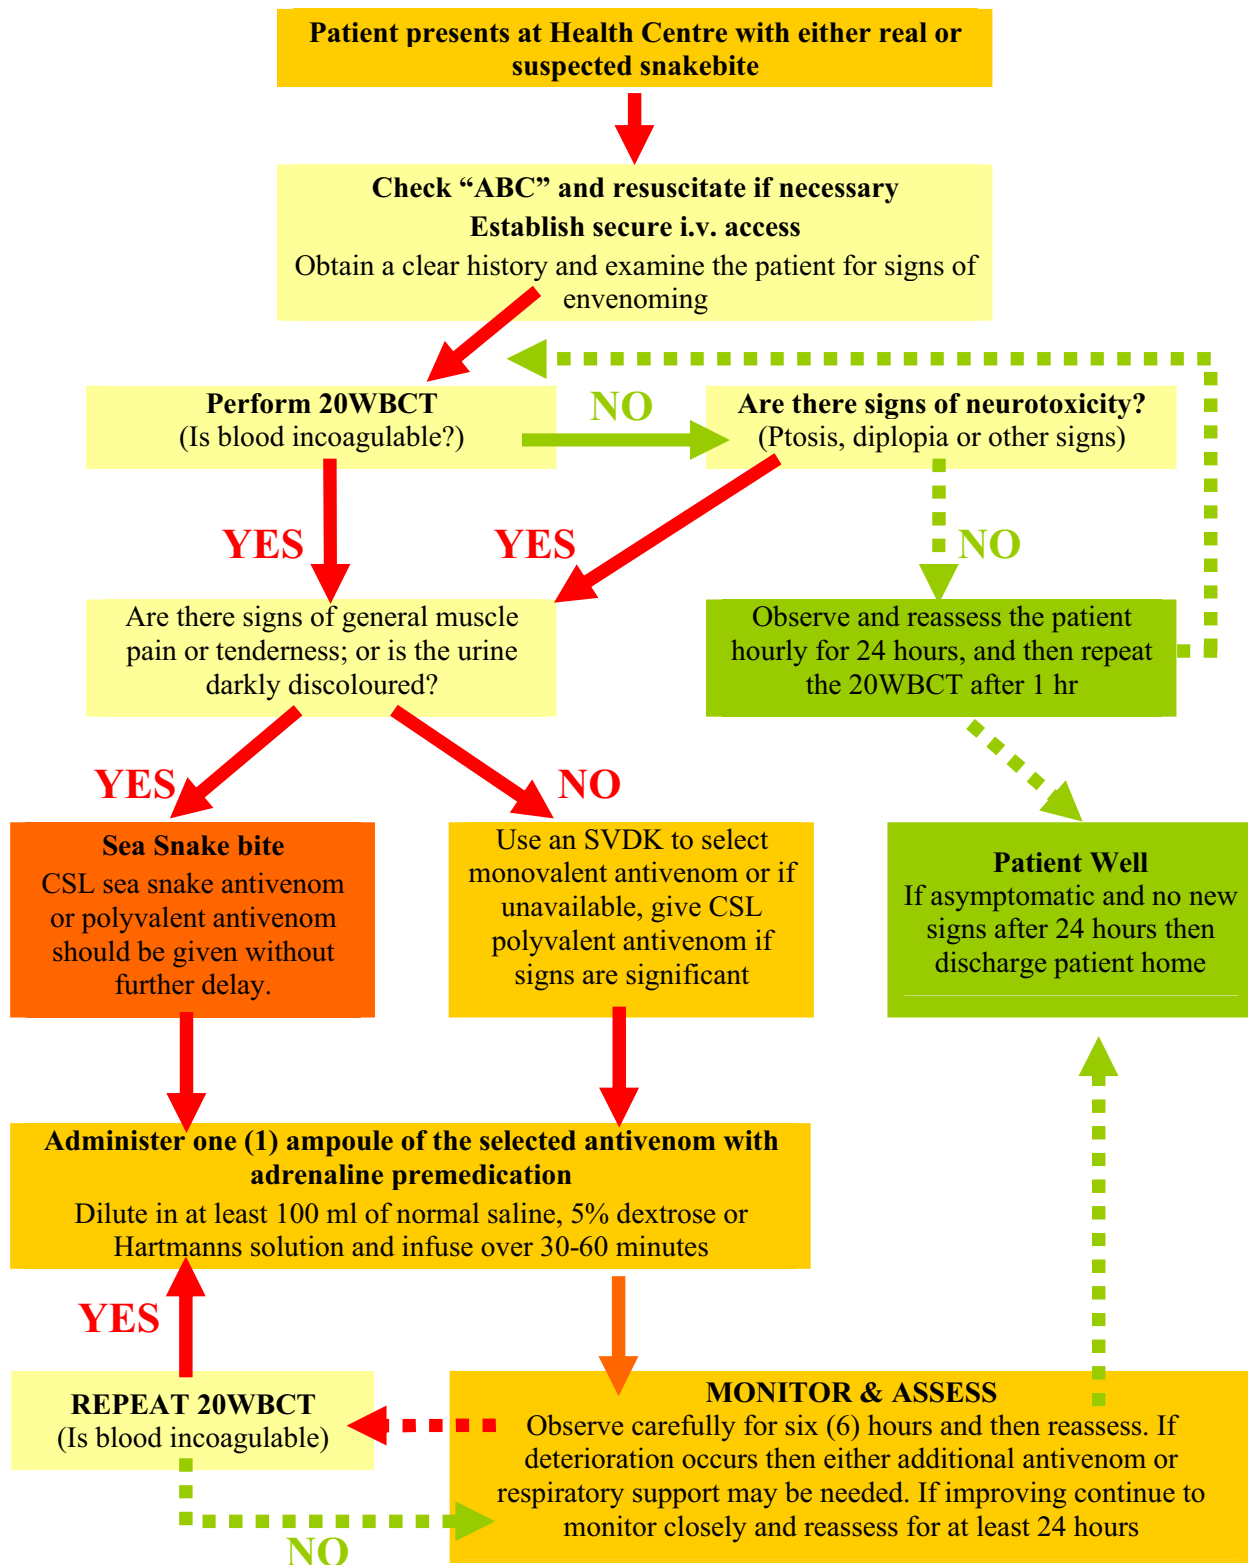 Patient presents at Health Centre with either real or
suspected snakebite
Check “ABC” and resuscitate if necessary
Establish secure i.v. access
Obtain a clear history and examine the patient for signs of
envenoming
Perform 20WBCT
(Is blood incoagulable?)
NO
Are there signs of neurotoxicity?
(Ptosis, diplopia or other signs)
YES
YES
NO
Are there signs of general muscle
pain or tenderness; or is the urine
darkly discoloured?
Observe and reassess the patient
hourly for 24 hours, and then repeat
the 20WBCT after 1 hr
YES
NO
Sea Snake bite
CSL sea snake antivenom
or polyvalent antivenom
should be given without
further delay.
Use an SVDK to select
monovalent antivenom or if
unavailable, give CSL
polyvalent antivenom if
signs are significant
Patient Well
If asymptomatic and no new
signs after 24 hours then
discharge patient home
Administer one (1) ampoule of the selected antivenom with
adrenaline premedication
Dilute in at least 100 ml of normal saline, 5% dextrose or
Hartmanns solution and infuse over 30-60 minutes
YES
REPEAT 20WBCT
(Is blood incoagulable)
NO
MONITOR & ASSESS
Observe carefully for six (6) hours and then reassess. If
deterioration occurs then either additional antivenom or
respiratory support may be needed. If improving continue to
monitor closely and reassess for at least 24 hours